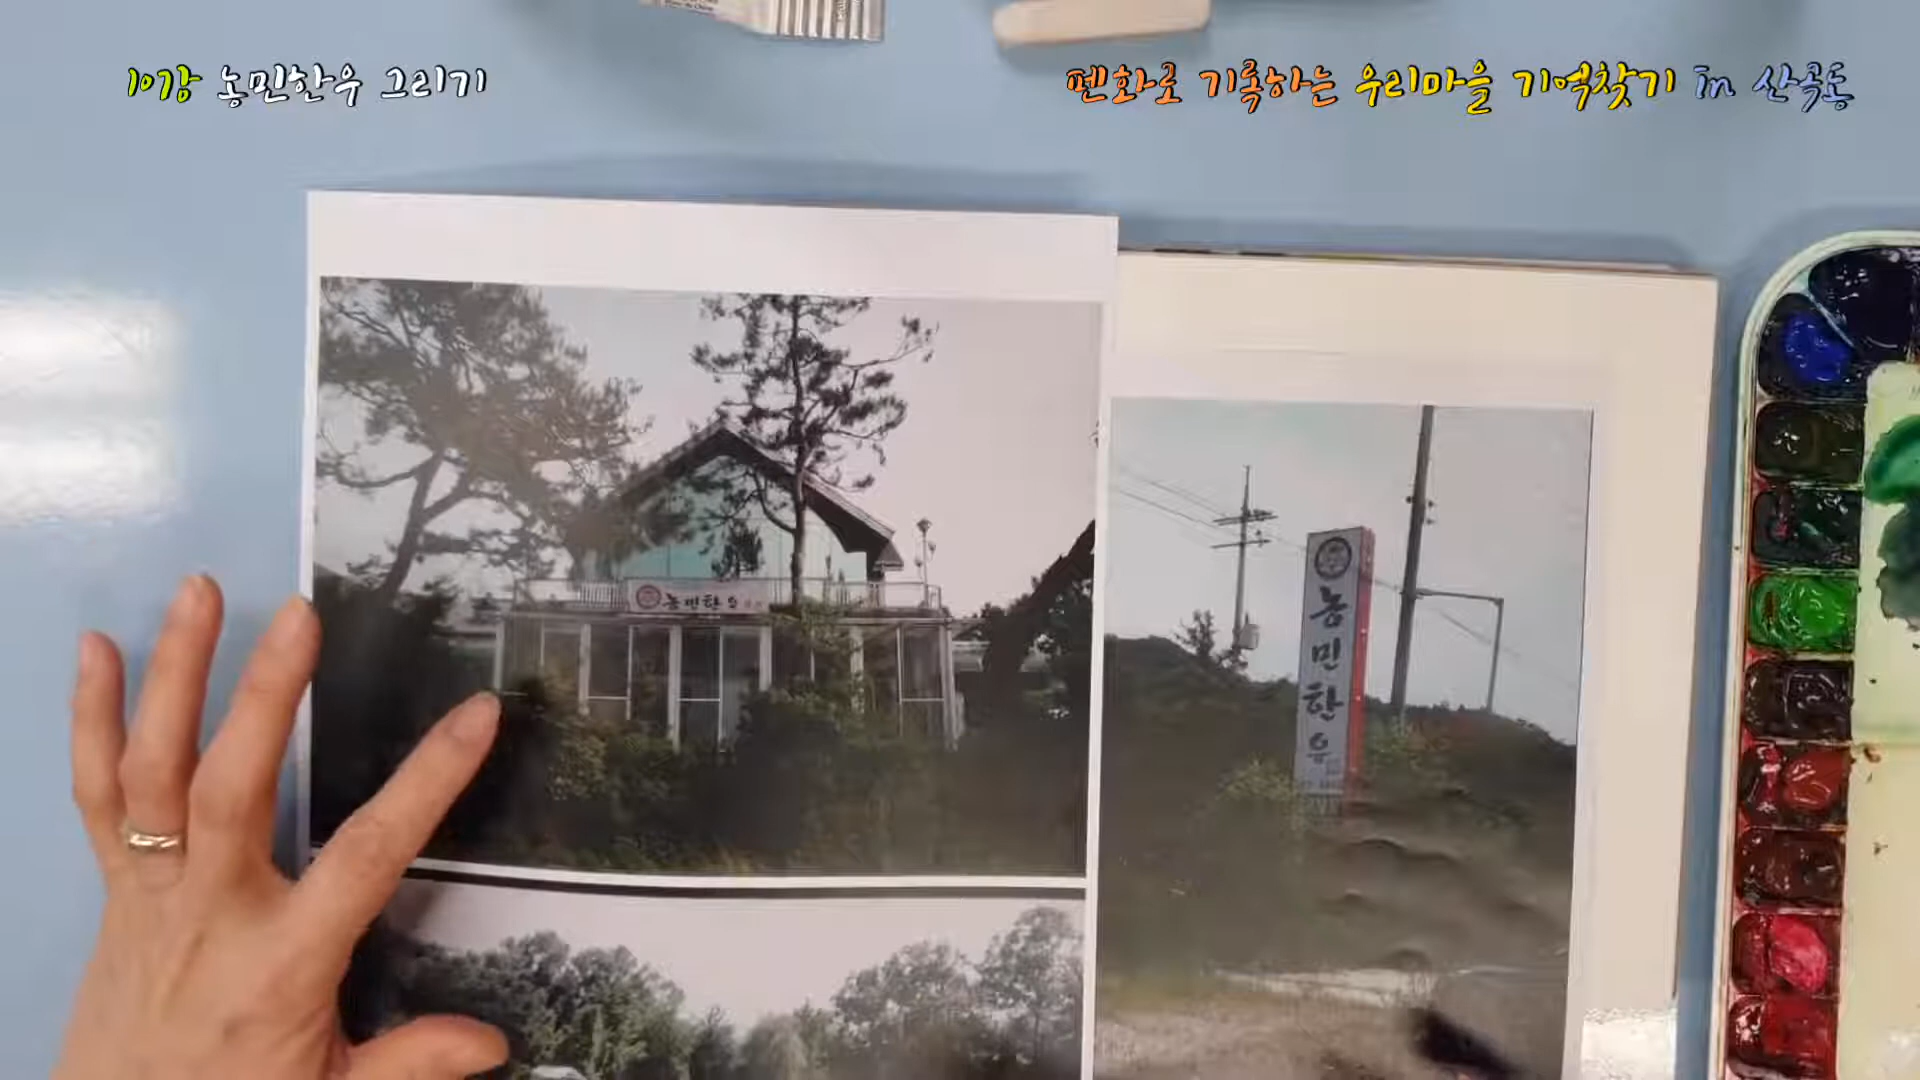 10강 농민한우 그리기
펜화로 기록하는 우리마을 기억찾기 in 산곡동
농민한우
농
민
한
우